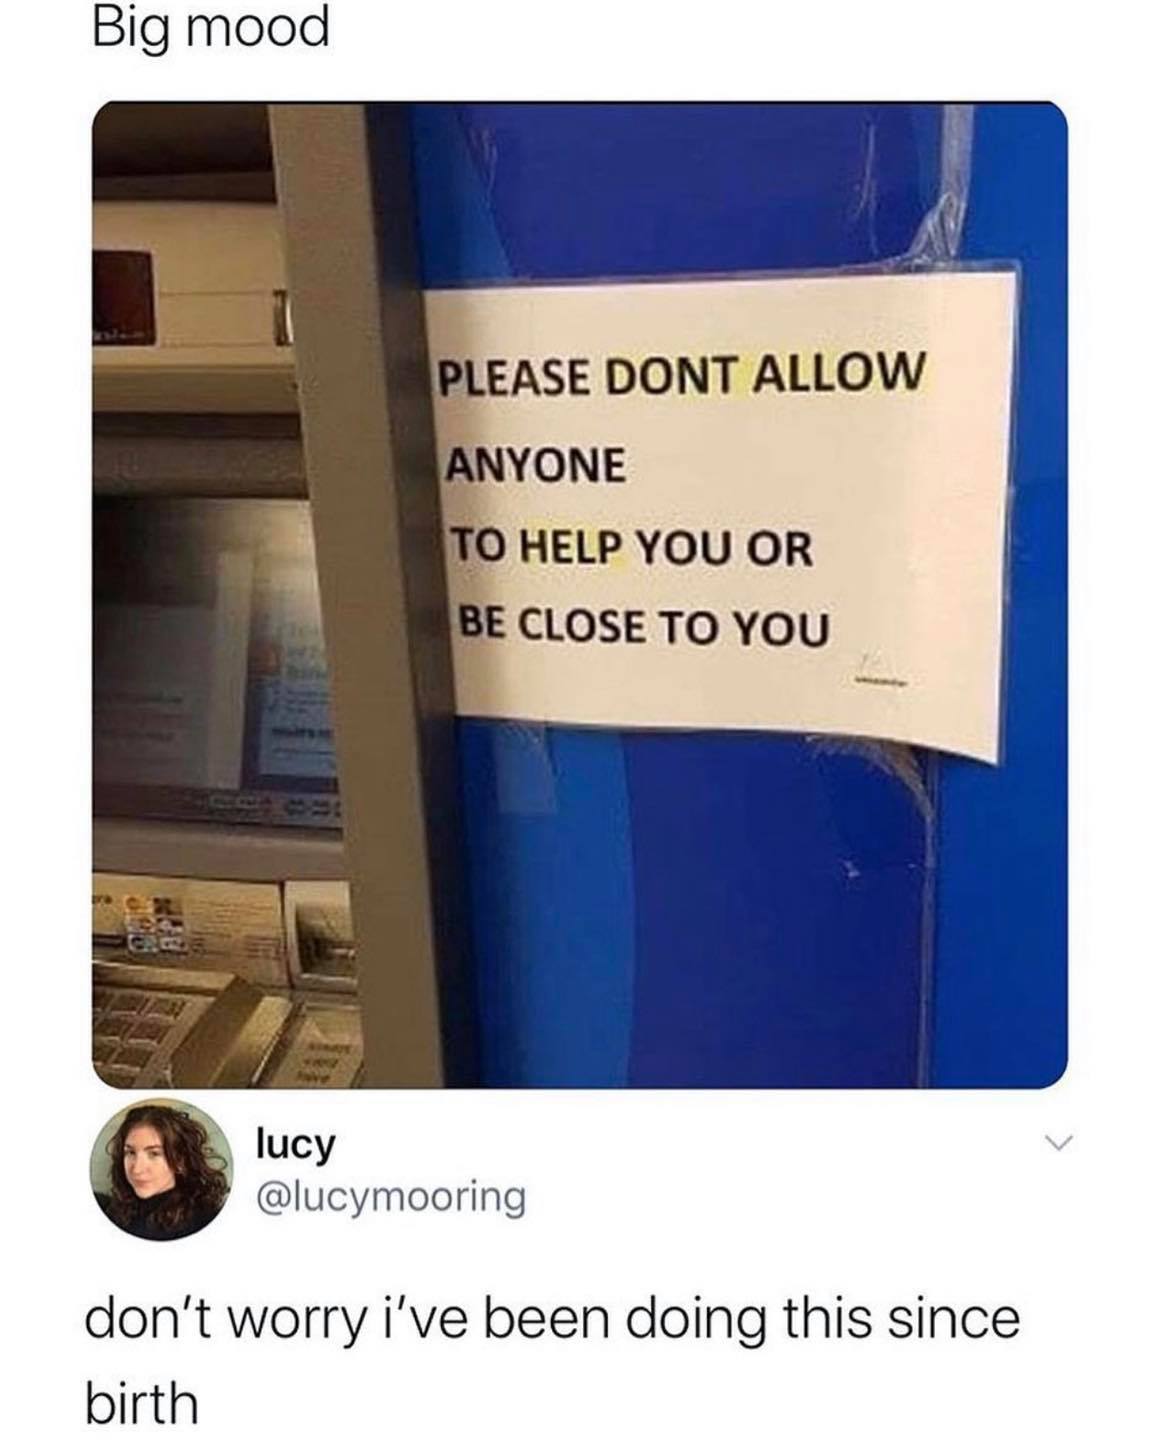 Big mood
PLEASE DONT ALLOW
ANYONE
TO HELP YOU OR
BE CLOSE TO YOU
lucy
@lucymooring
don't worry i've been doing this since
birth